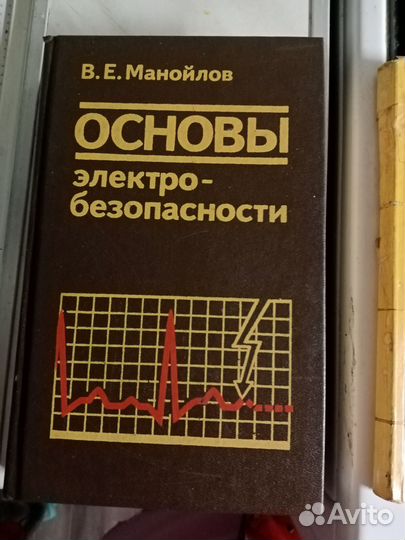 В. Е. Манойлов
ОСНОВЫ
электро-
безопасности
Avito